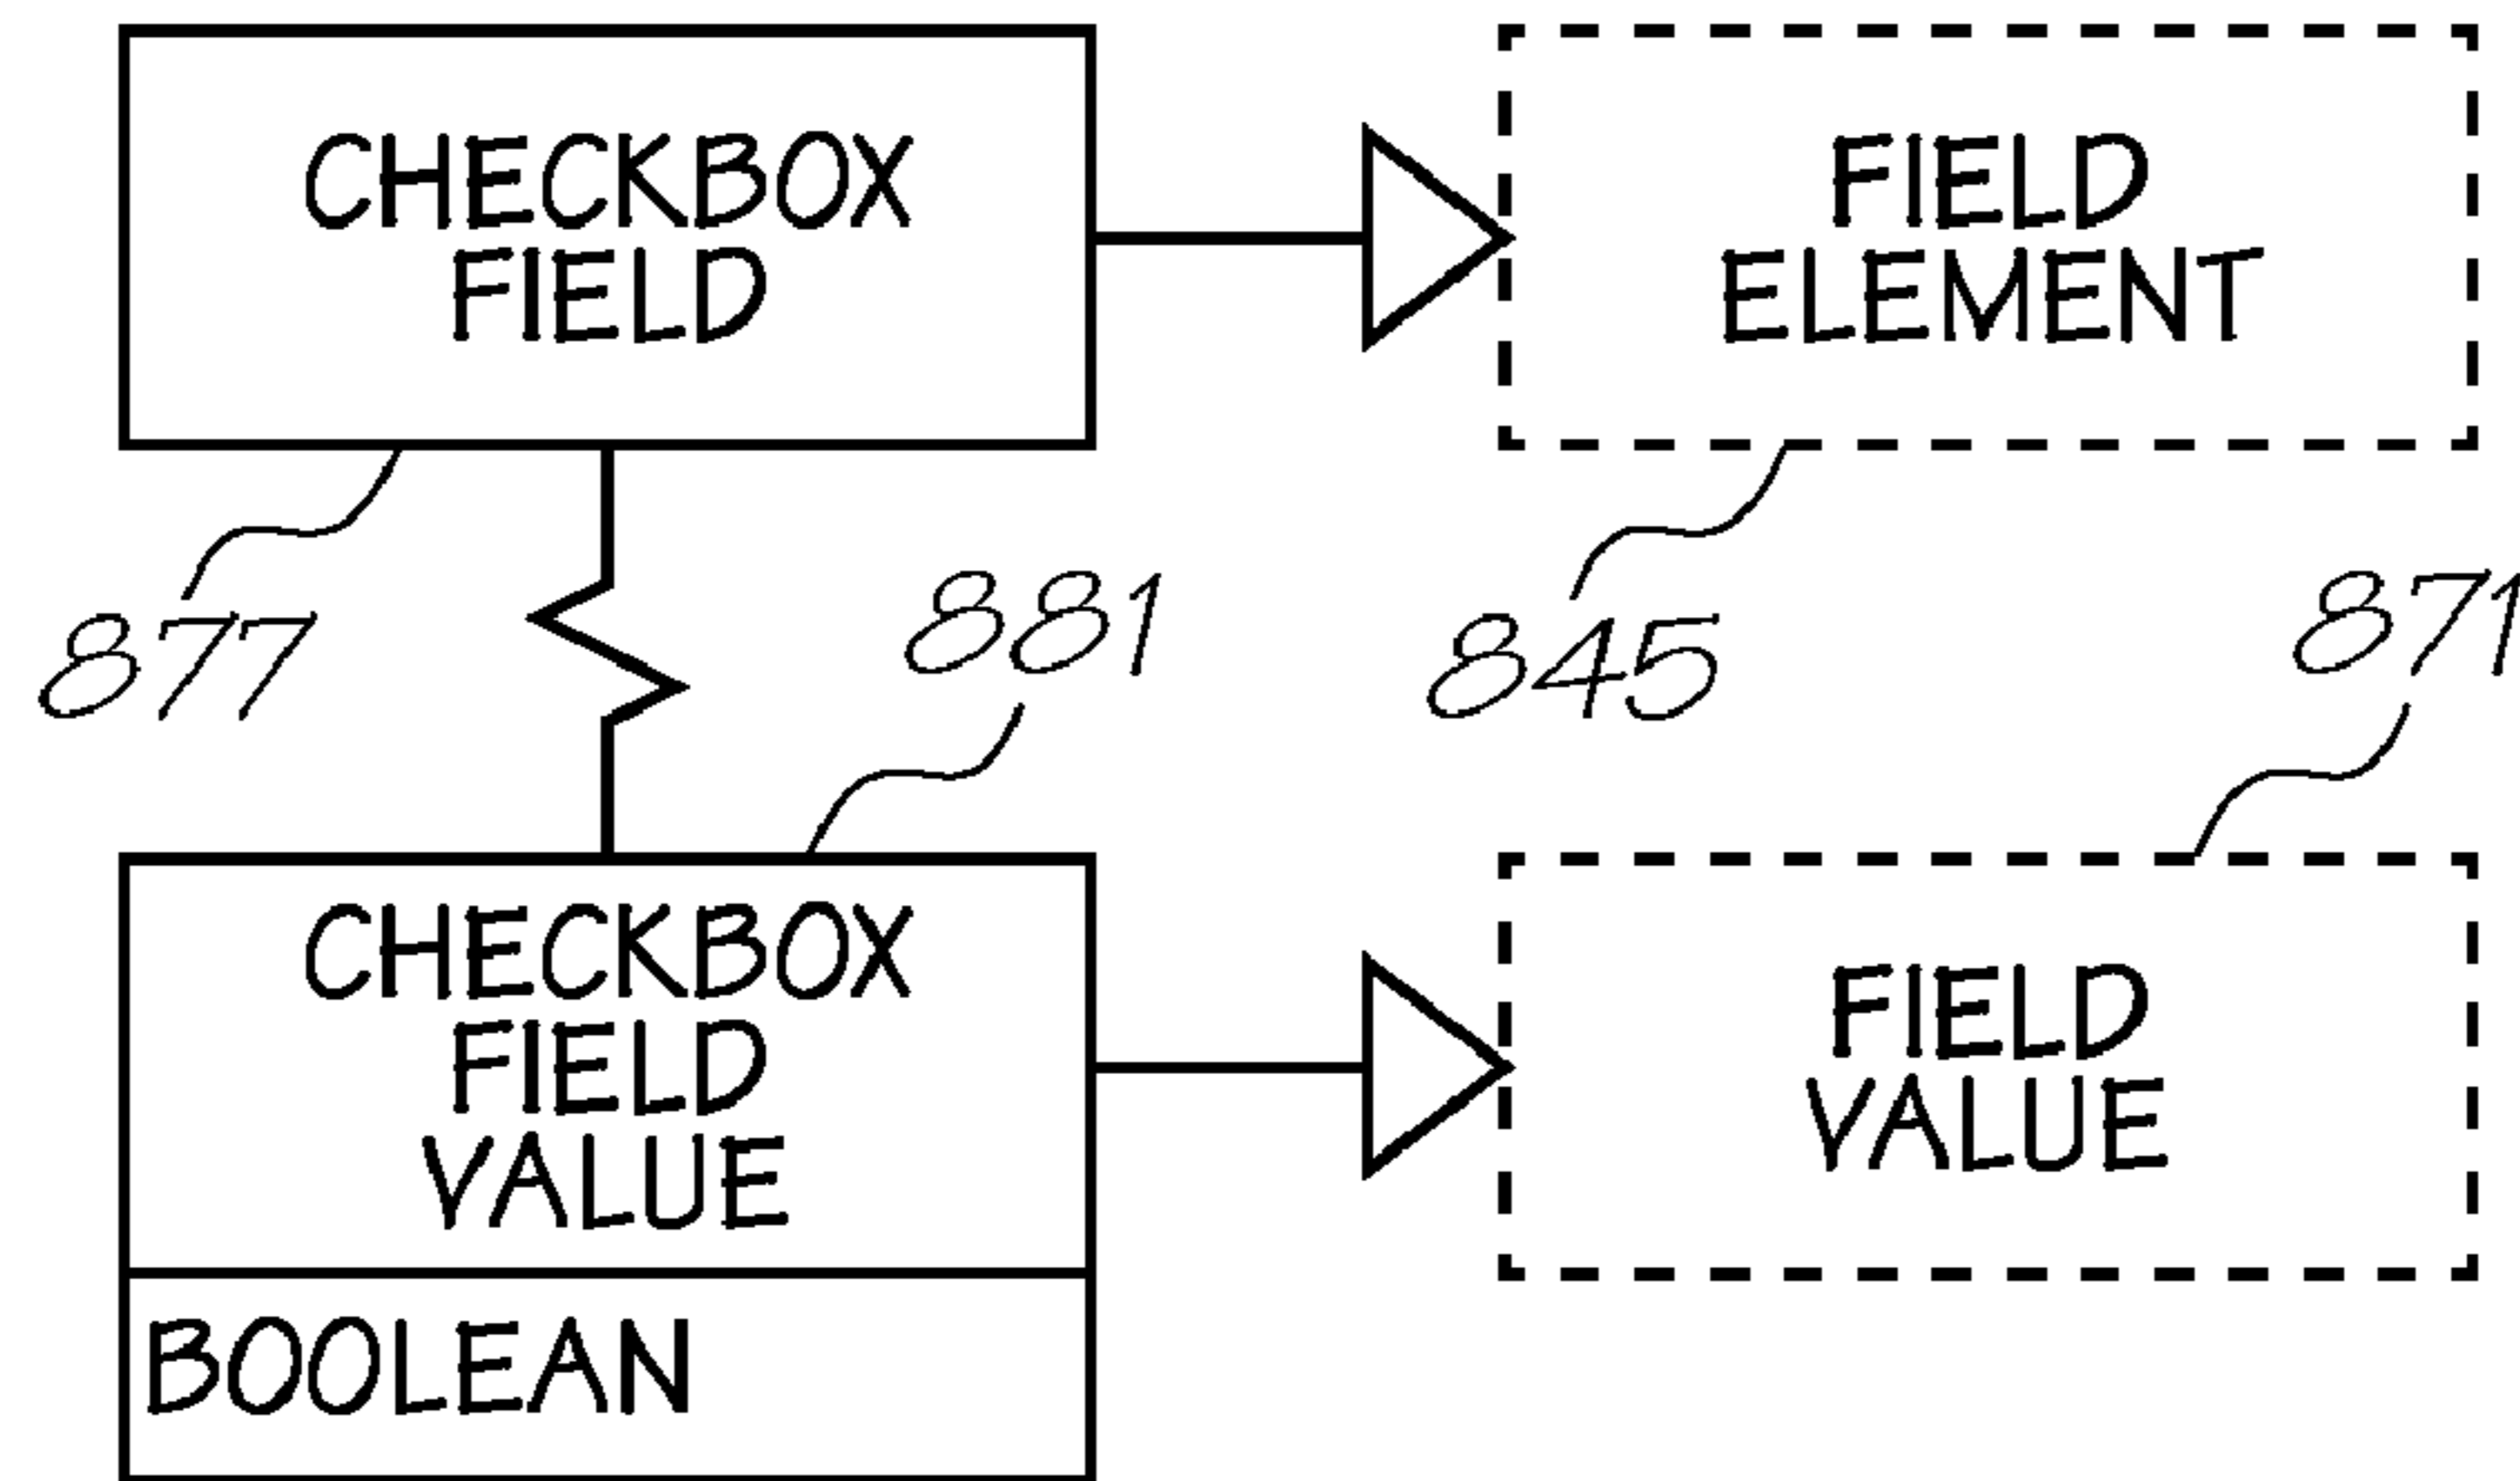 CHECKBOX
FIELD
FIELD
ELEMENT
877
881
845
871
CHECKBOX
FIELD
VALUE
FIELD
VALUE
BOOLEAN